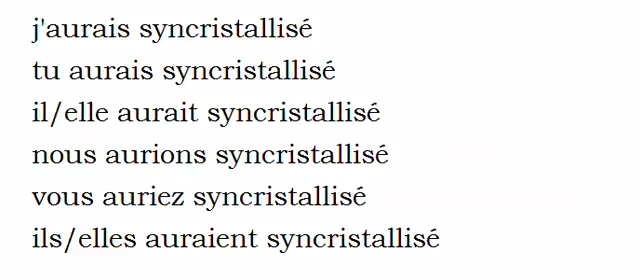 j'aurais syncristallisé
tu aurais syncristallisé
il/elle aurait syncristallisé
nous aurions syncristallisé
vous auriez syncristallisé
ils/elles auraient syncristallisé